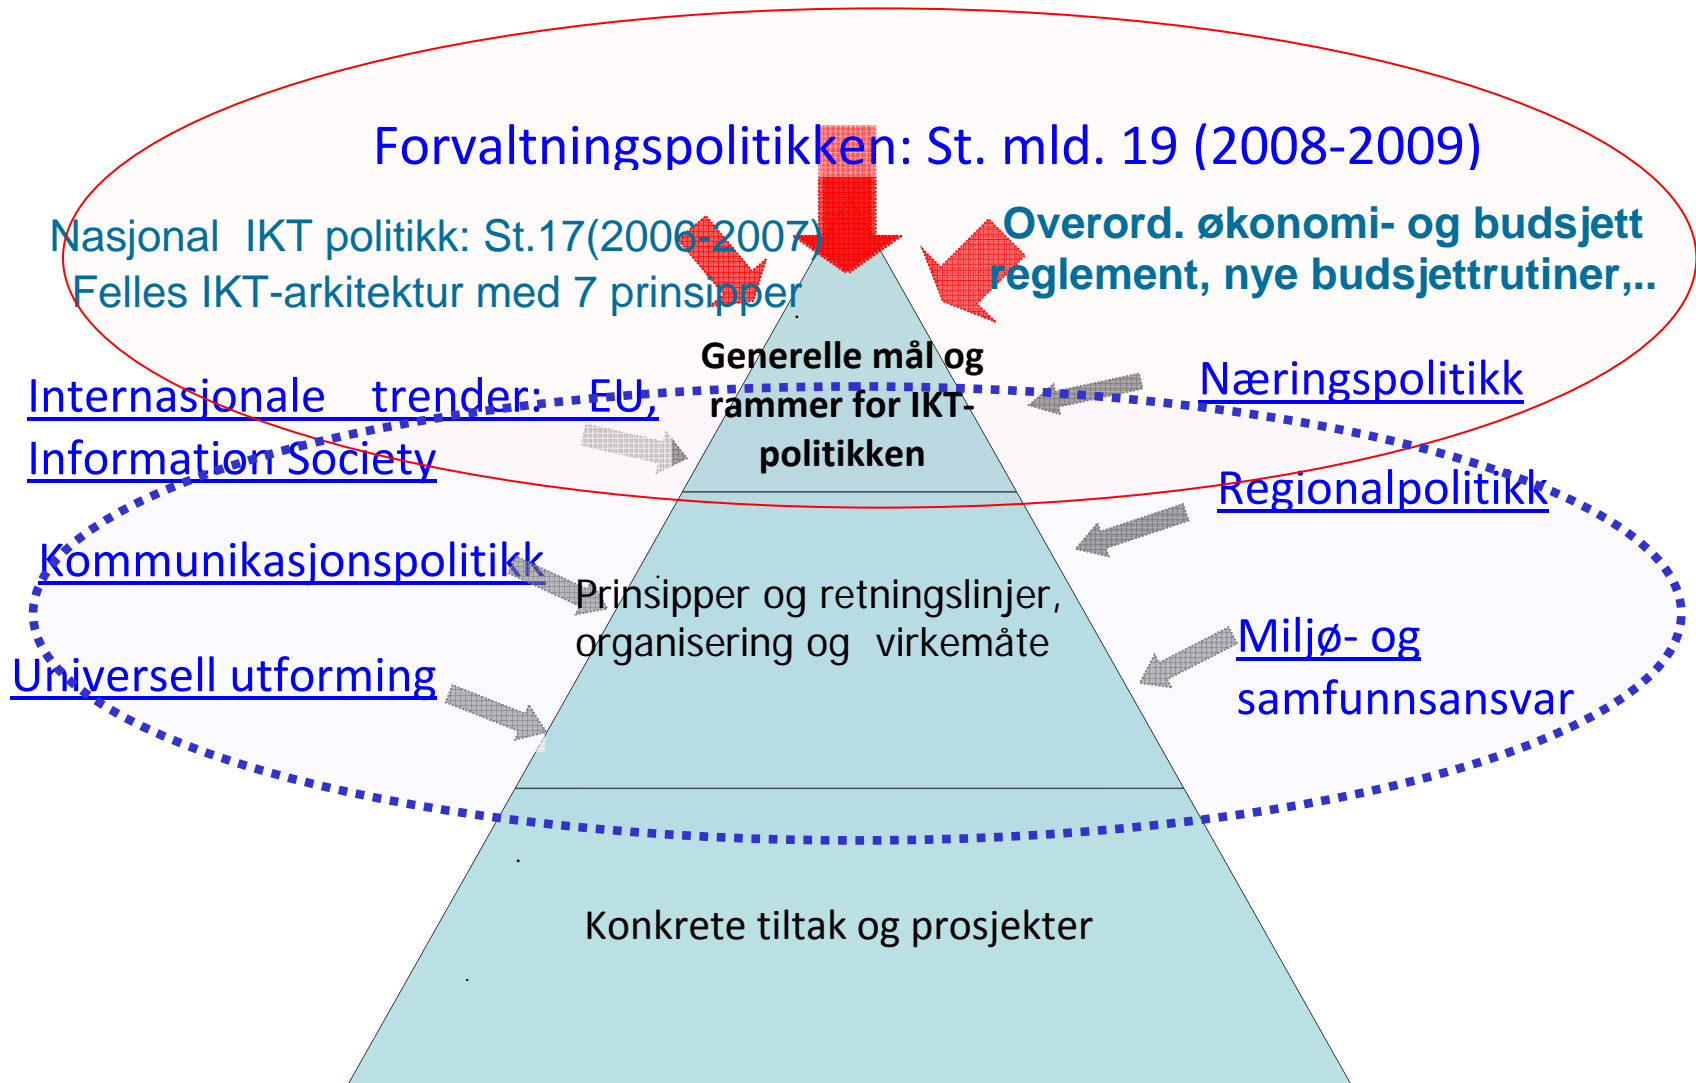 Forvaltningspolitikken: St. mld. 19 (2008-2009)
Nasjonal IKT politikk: St.17(2006-2007)
Felles IKT-arkitektur med 7 prinsipper
Overord. økonomi- og budsjett
reglement, nye budsjettrutiner,..
Generelle mål og
rammer for IKT-
politikken
Internasjonale trender: EU,
Information Society
Næringspolitikk
Regionalpolitikk
Kommunikasjonspolitikk
Prinsipper og retningslinjer,
organisering og virkemåte
Universell utforming
Miljø- og
samfunnsansvar
Konkrete tiltak og prosjekter